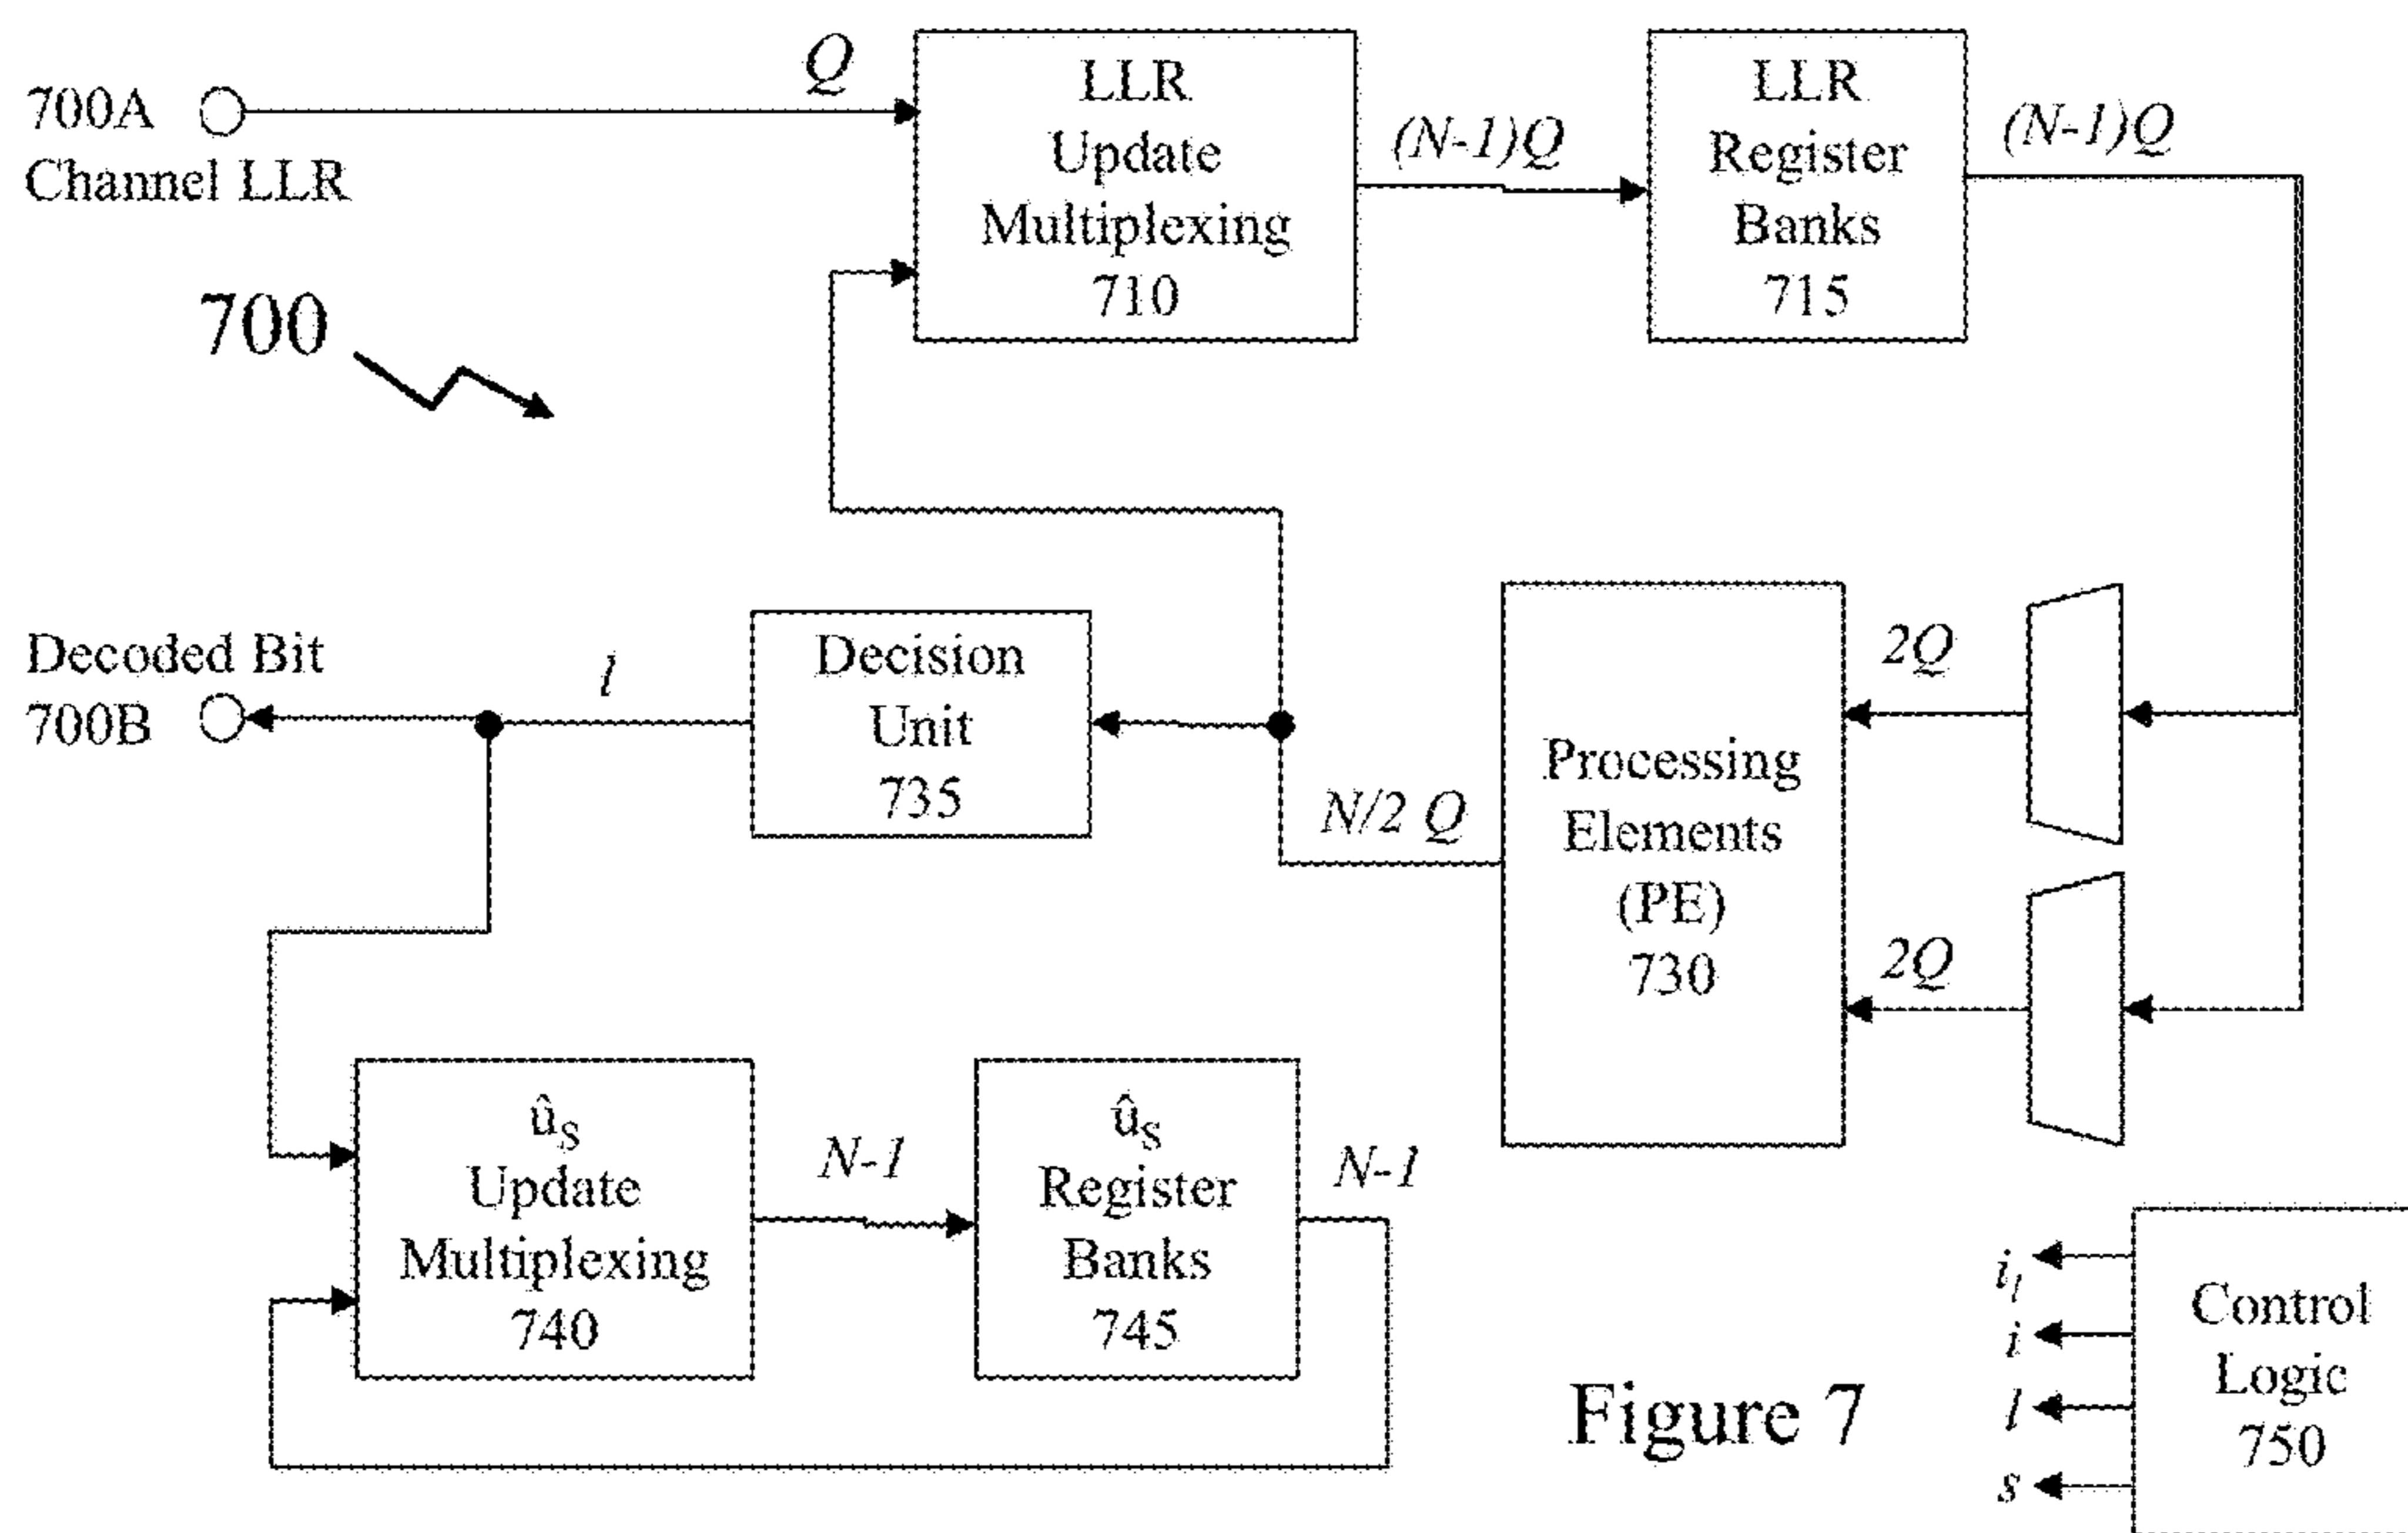 700A
Channel LLR
Q
LLR
Update
Multiplexing
710
(N-1)Q
LLR
Register
Banks
715
(N-1)Q
700
Decoded Bit
700B
l
Decision
Unit
735
N/2 Q
Processing
Elements
(PE)
730
2Q
2Q
ûS
Update
Multiplexing
740
N-1
ûS
Register
Banks
745
N-1
il
i
l
s
Control
Logic
750
Figure 7